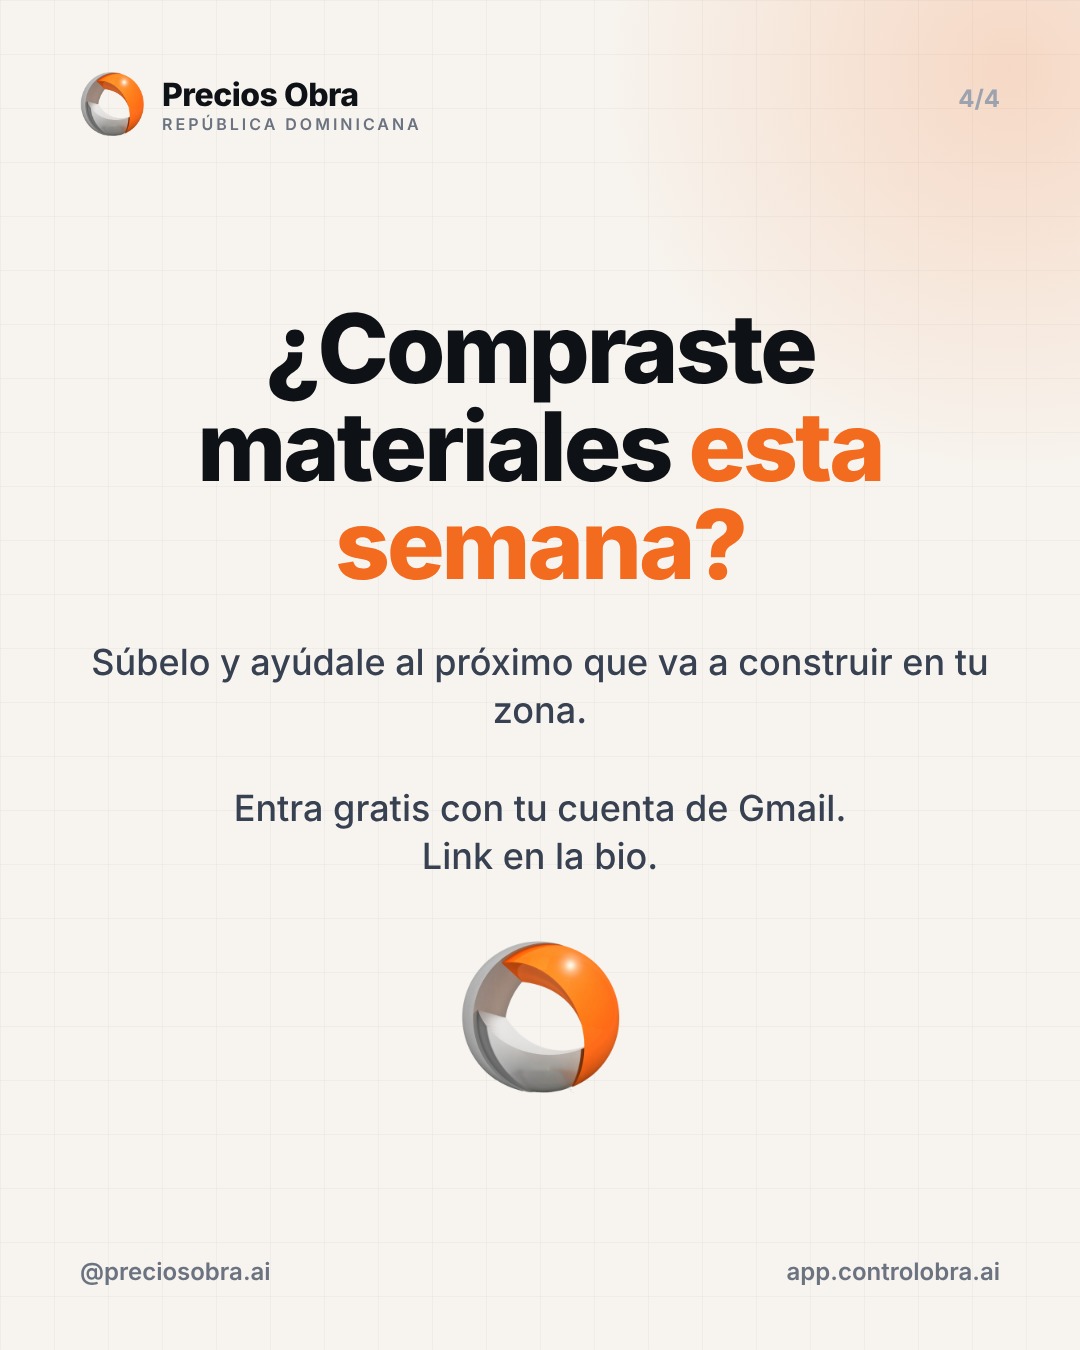 Precios Obra
REPÚBLICA DOMINICANA
4/4
¿Compraste
materiales esta
semana?
Súbelo y ayúdale al próximo que va a construir en tu
zona.
Entra gratis con tu cuenta de Gmail.
Link en la bio.
@preciosobra.ai
app.controlobra.ai